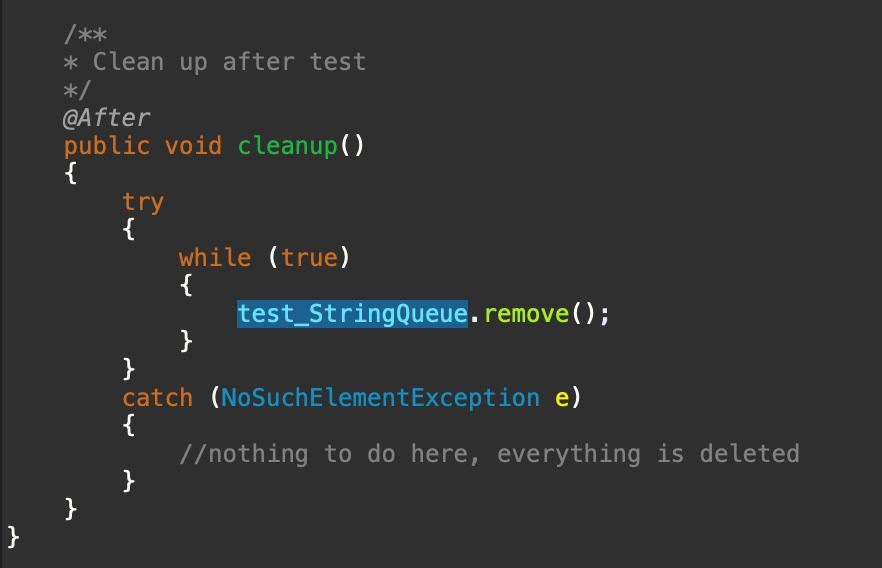 /**
* Clean up after test
*/
@After
public void cleanup()
{
try
{
while (true)
{
test_StringQueue.remove();
}
}
catch (NoSuchElementException e)
{
//nothing to do here, everything is deleted
}
}
}